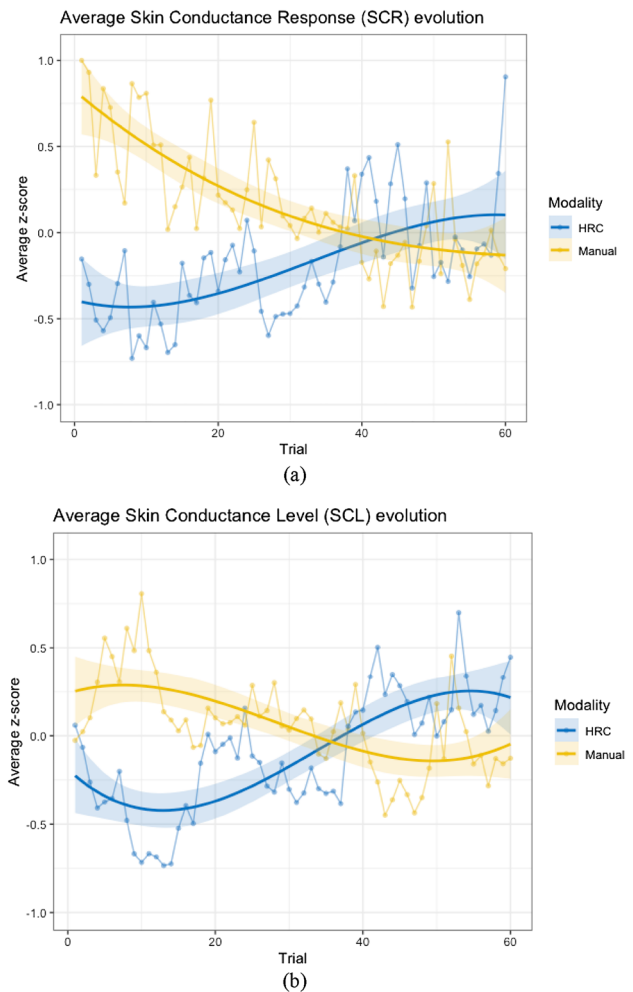 Average Skin Conductance Response (SCR) evolution
1.0
0.5
0.0
-0.5
-1.0
Average z-score
0
20
40
60
Trial
Modality
HRC
Manual
(a)
Average Skin Conductance Level (SCL) evolution
1.0
0.5
0.0
-0.5
-1.0
Average z-score
0
20
40
60
Trial
Modality
HRC
Manual
(b)